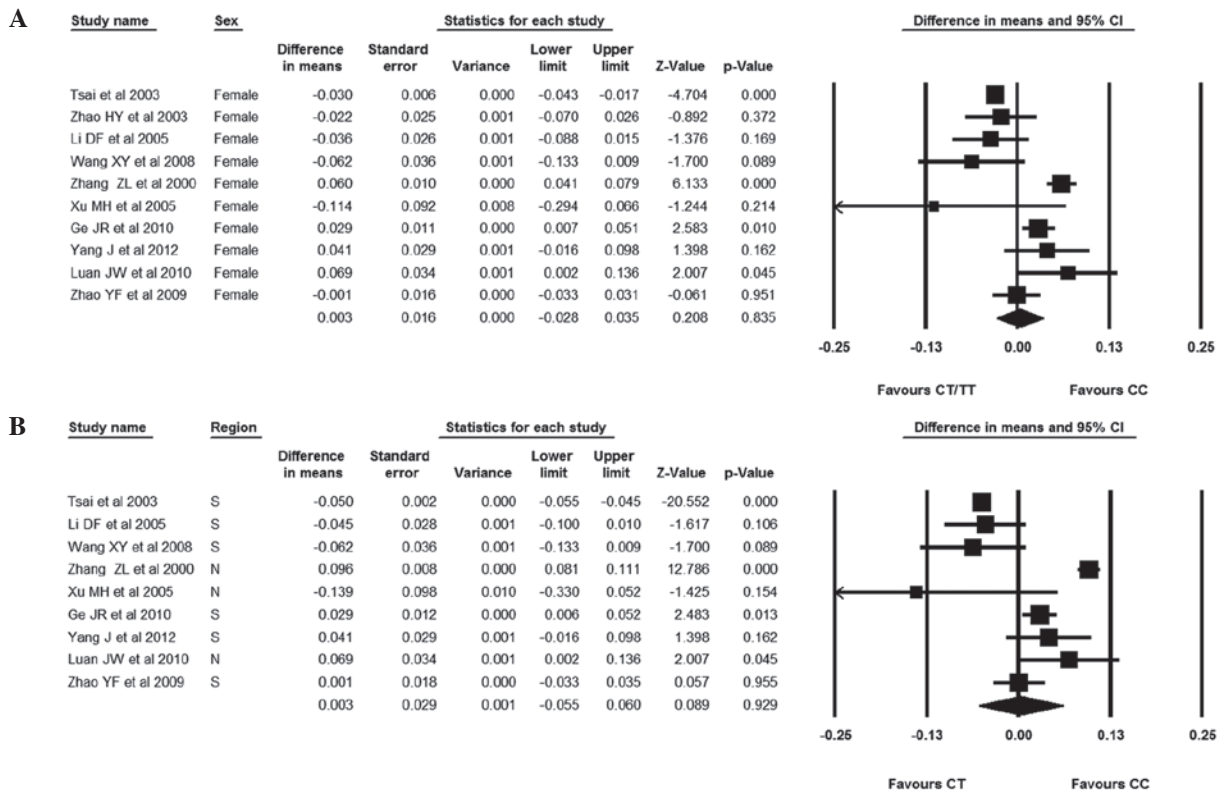 A
Study name Sex Statistics for each study Difference in means and 95% CI
Difference in means Standard error Variance Lower limit Upper limit Z-Value p-Value
Tsai et al 2003 Female -0.030 0.006 0.000 -0.043 -0.017 -4.704 0.000
Zhao HY et al 2003 Female -0.022 0.025 0.001 -0.070 0.026 -0.892 0.372
Li DF et al 2005 Female -0.036 0.026 0.001 -0.088 0.015 -1.376 0.169
Wang XY et al 2008 Female -0.062 0.036 0.001 -0.133 0.009 -1.700 0.089
Zhang ZL et al 2000 Female 0.060 0.010 0.000 0.041 0.079 6.133 0.000
Xu MH et al 2005 Female -0.114 0.092 0.008 -0.294 0.066 -1.244 0.214
Ge JR et al 2010 Female 0.029 0.011 0.000 0.007 0.051 2.583 0.010
Yang J et al 2012 Female 0.041 0.029 0.001 -0.016 0.098 1.398 0.162
Luan JW et al 2010 Female 0.069 0.034 0.001 0.002 0.136 2.007 0.045
Zhao YF et al 2009 Female -0.001 0.016 0.000 -0.033 0.031 -0.061 0.951
0.003 0.016 0.000 -0.028 0.035 0.208 0.835
-0.25 -0.13 0.00 0.13 0.25
Favours CT/TT Favours CC
B
Study name Region Statistics for each study Difference in means and 95% CI
Difference in means Standard error Variance Lower limit Upper limit Z-Value p-Value
Tsai et al 2003 S -0.050 0.002 0.000 -0.055 -0.045 -20.552 0.000
Li DF et al 2005 S -0.045 0.028 0.001 -0.100 0.010 -1.617 0.106
Wang XY et al 2008 S -0.062 0.036 0.001 -0.133 0.009 -1.700 0.089
Zhang ZL et al 2000 N 0.096 0.008 0.000 0.081 0.111 12.786 0.000
Xu MH et al 2005 N -0.139 0.098 0.010 -0.330 0.052 -1.425 0.154
Ge JR et al 2010 S 0.029 0.012 0.000 0.006 0.052 2.483 0.013
Yang J et al 2012 S 0.041 0.029 0.001 -0.016 0.098 1.398 0.162
Luan JW et al 2010 N 0.069 0.034 0.001 0.002 0.136 2.007 0.045
Zhao YF et al 2009 S 0.001 0.018 0.000 -0.033 0.035 0.057 0.955
0.003 0.029 0.001 -0.055 0.060 0.089 0.929
-0.25 -0.13 0.00 0.13 0.25
Favours CT Favours CC